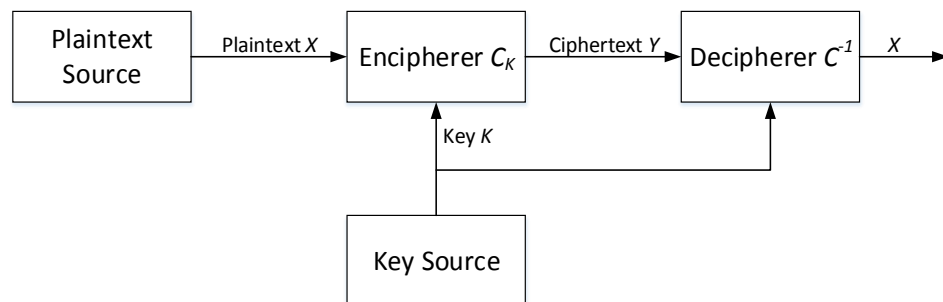 Plaintext
Source
Plaintext X
Encipherer C_K
Ciphertext Y
Decipherer C^-1
X
Key K
Key Source